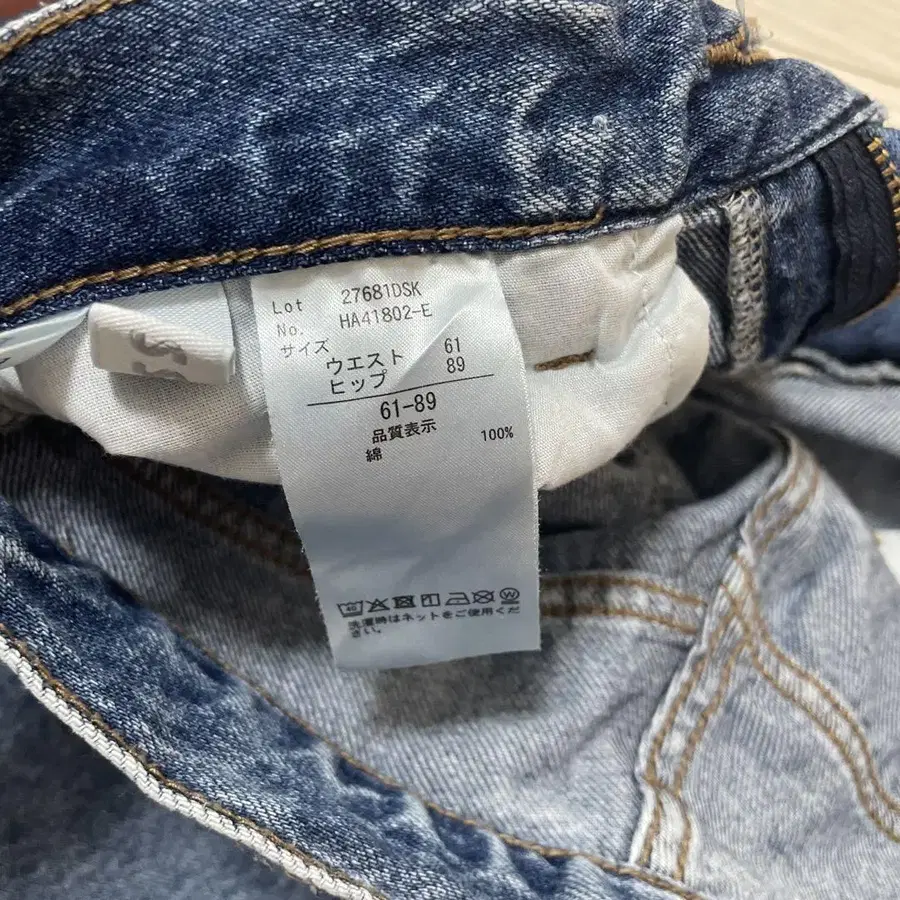 Lot 27681DSK
No. HA41802-E
サイズ
ウエスト 61
ヒップ 89
61-89
品質表示
綿 100%
洗濯時はネットをご使用くだ
さい。